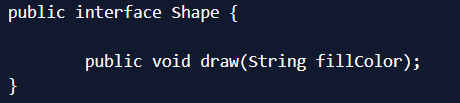 public interface Shape {
public void draw(String fillColor);
}